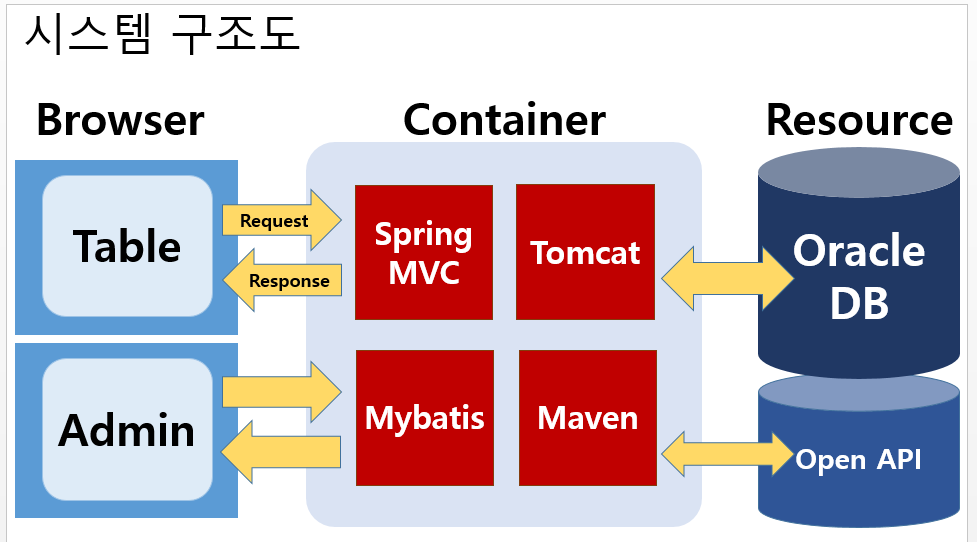 시스템 구조도
Browser
Container
Resource
Table
Request
Response
Spring
MVC
Tomcat
Oracle
DB
Admin
Mybatis
Maven
Open API